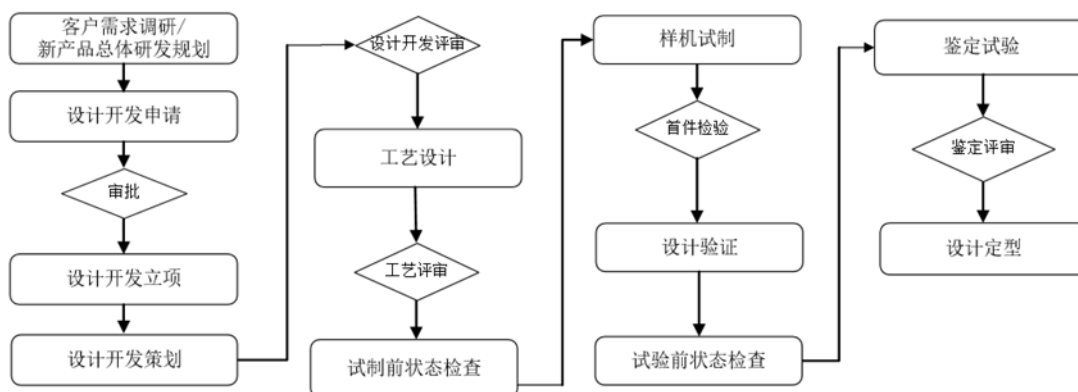 客户需求调研/
新产品总体研发规划
设计开发申请
审批
设计开发立项
设计开发策划
设计开发评审
工艺设计
工艺评审
试制前状态检查
样机试制
首件检验
设计验证
试验前状态检查
鉴定试验
鉴定评审
设计定型